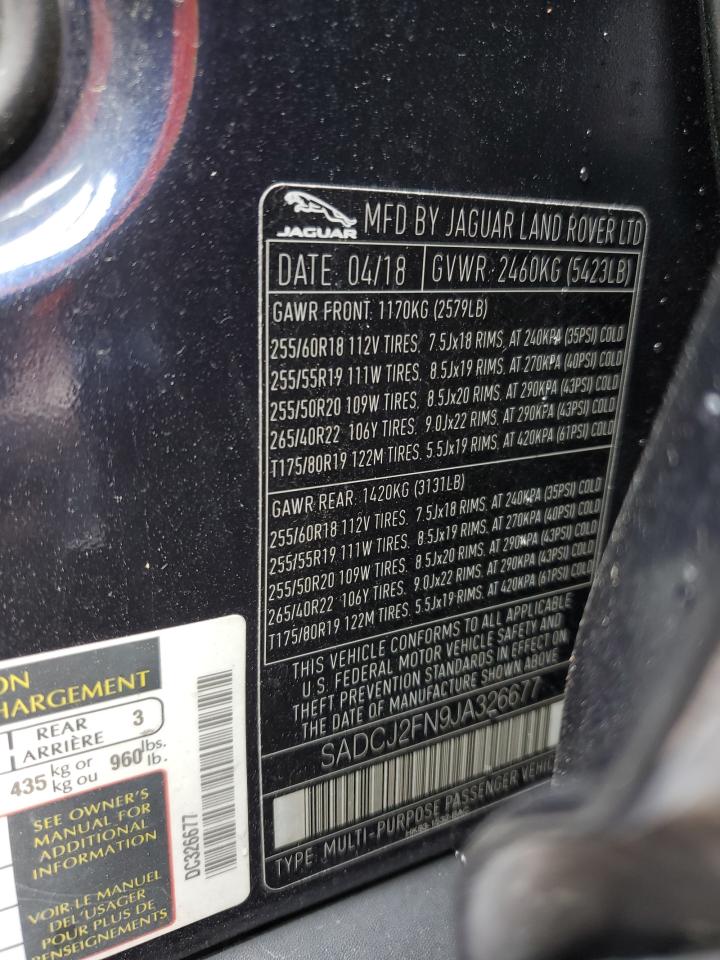 JAGUAR
MFD BY JAGUAR LAND ROVER LTD
DATE: 04/18
GVWR: 2460KG (5423LB)
GAWR FRONT: 1170KG (2579LB)
255/60R18 112V TIRES, 7.5Jx18 RIMS, AT 240KPA (35PSI) COLD
255/55R19 111W TIRES, 8.5Jx19 RIMS, AT 270KPA (40PSI) COLD
255/50R20 109W TIRES, 8.5Jx20 RIMS, AT 290KPA (43PSI) COLD
265/40R22 106Y TIRES, 9.0Jx22 RIMS, AT 290KPA (43PSI) COLD
T175/80R19 122M TIRES, 5.5Jx19 RIMS, AT 420KPA (61PSI) COLD
GAWR REAR: 1420KG (3131LB)
255/60R18 112V TIRES, 7.5Jx18 RIMS, AT 240KPA (35PSI) COLD
255/55R19 111W TIRES, 8.5Jx19 RIMS, AT 270KPA (40PSI) COLD
255/50R20 109W TIRES, 8.5Jx20 RIMS, AT 290KPA (43PSI) COLD
265/40R22 106Y TIRES, 9.0Jx22 RIMS, AT 290KPA (43PSI) COLD
T175/80R19 122M TIRES, 5.5Jx19 RIMS, AT 420KPA (61PSI) COLD
THIS VEHICLE CONFORMS TO ALL APPLICABLE
U.S. FEDERAL MOTOR VEHICLE SAFETY AND
THEFT PREVENTION STANDARDS IN EFFECT ON
THE DATE OF MANUFACTURE SHOWN ABOVE
SADCJ2FN9JA326677
TYPE: MULTI-PURPOSE PASSENGER VEHIC
ON
HARGEMENT
REAR 3
ARRIÈRE
435 kg or 960 lbs.
kg ou lb.
SEE OWNER'S
MANUAL FOR
ADDITIONAL
INFORMATION
VOIR LE MANUEL
DEL'USAGER
POUR PLUS DE
RENSEIGNEMENTS
DC326677